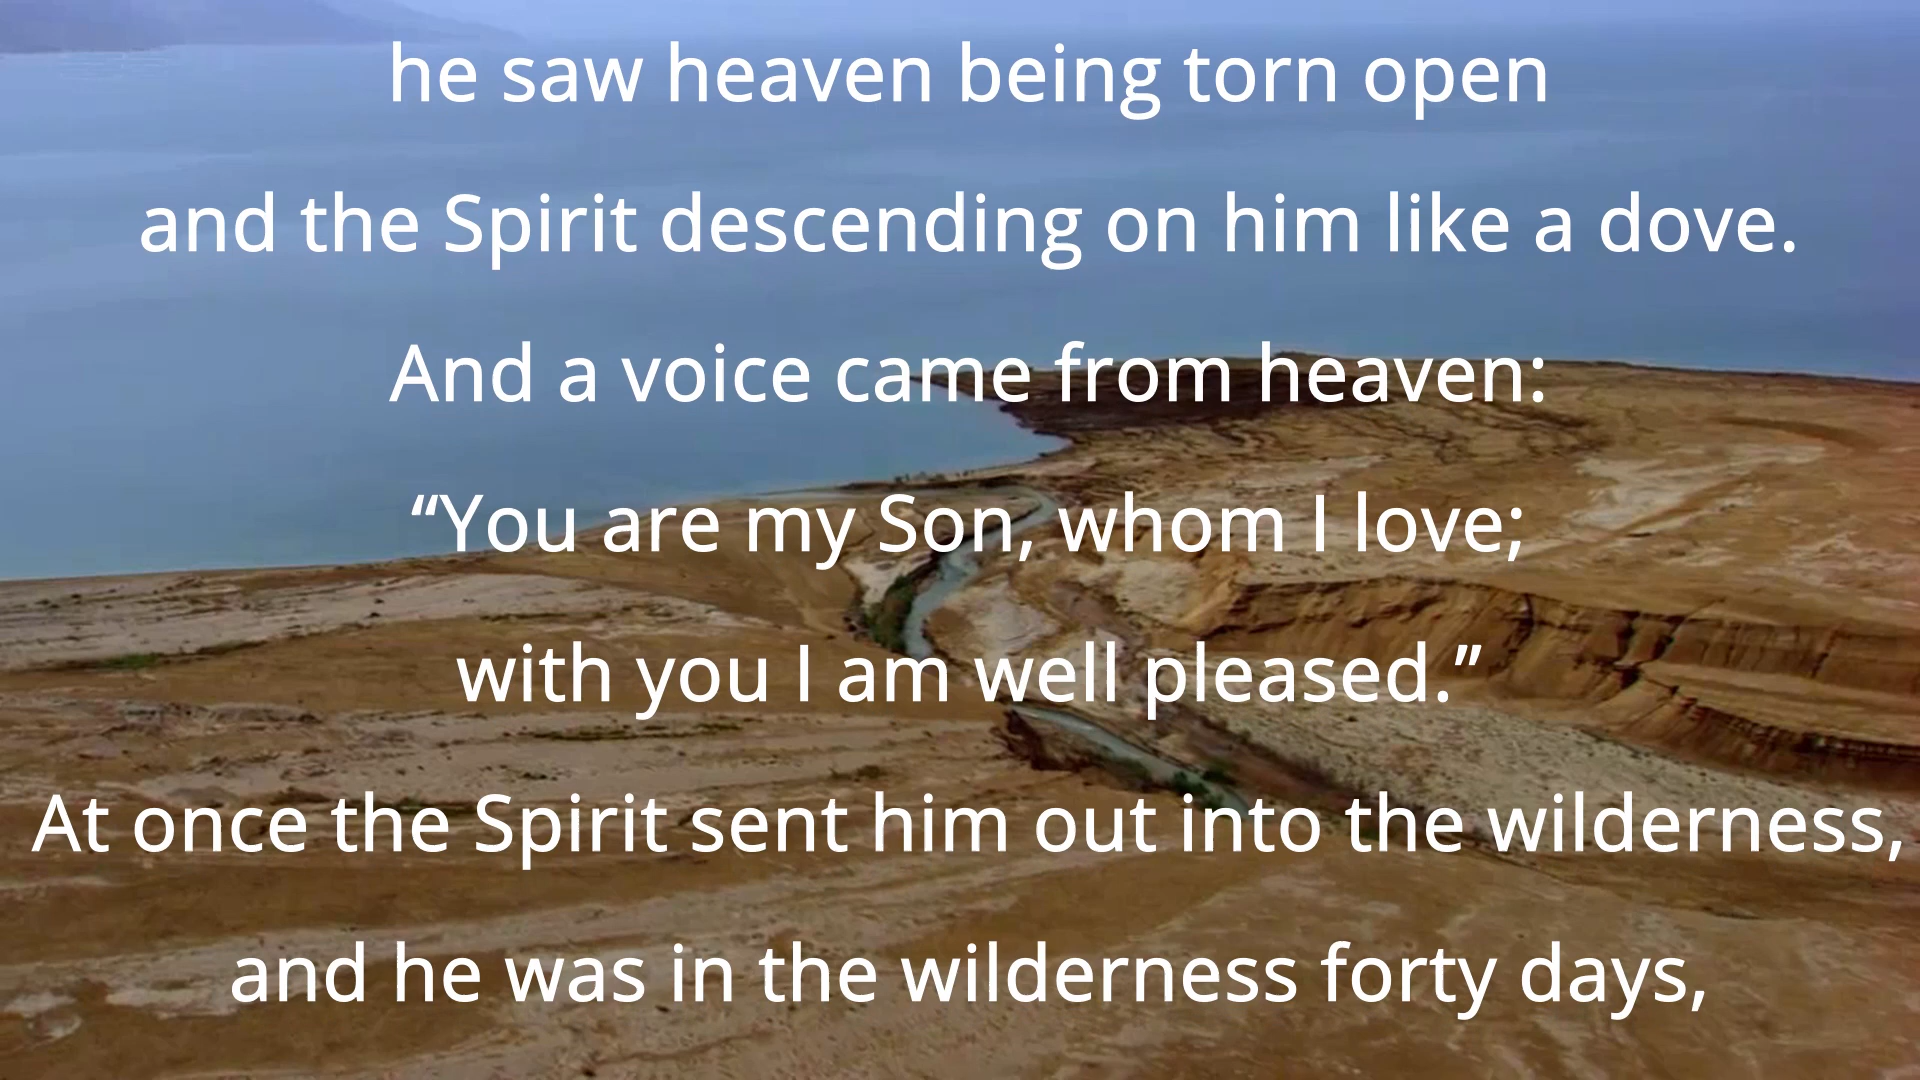 he saw heaven being torn open
and the Spirit descending on him like a dove.
And a voice came from heaven:
“You are my Son, whom I love;
with you I am well pleased.”
At once the Spirit sent him out into the wilderness,
and he was in the wilderness forty days,